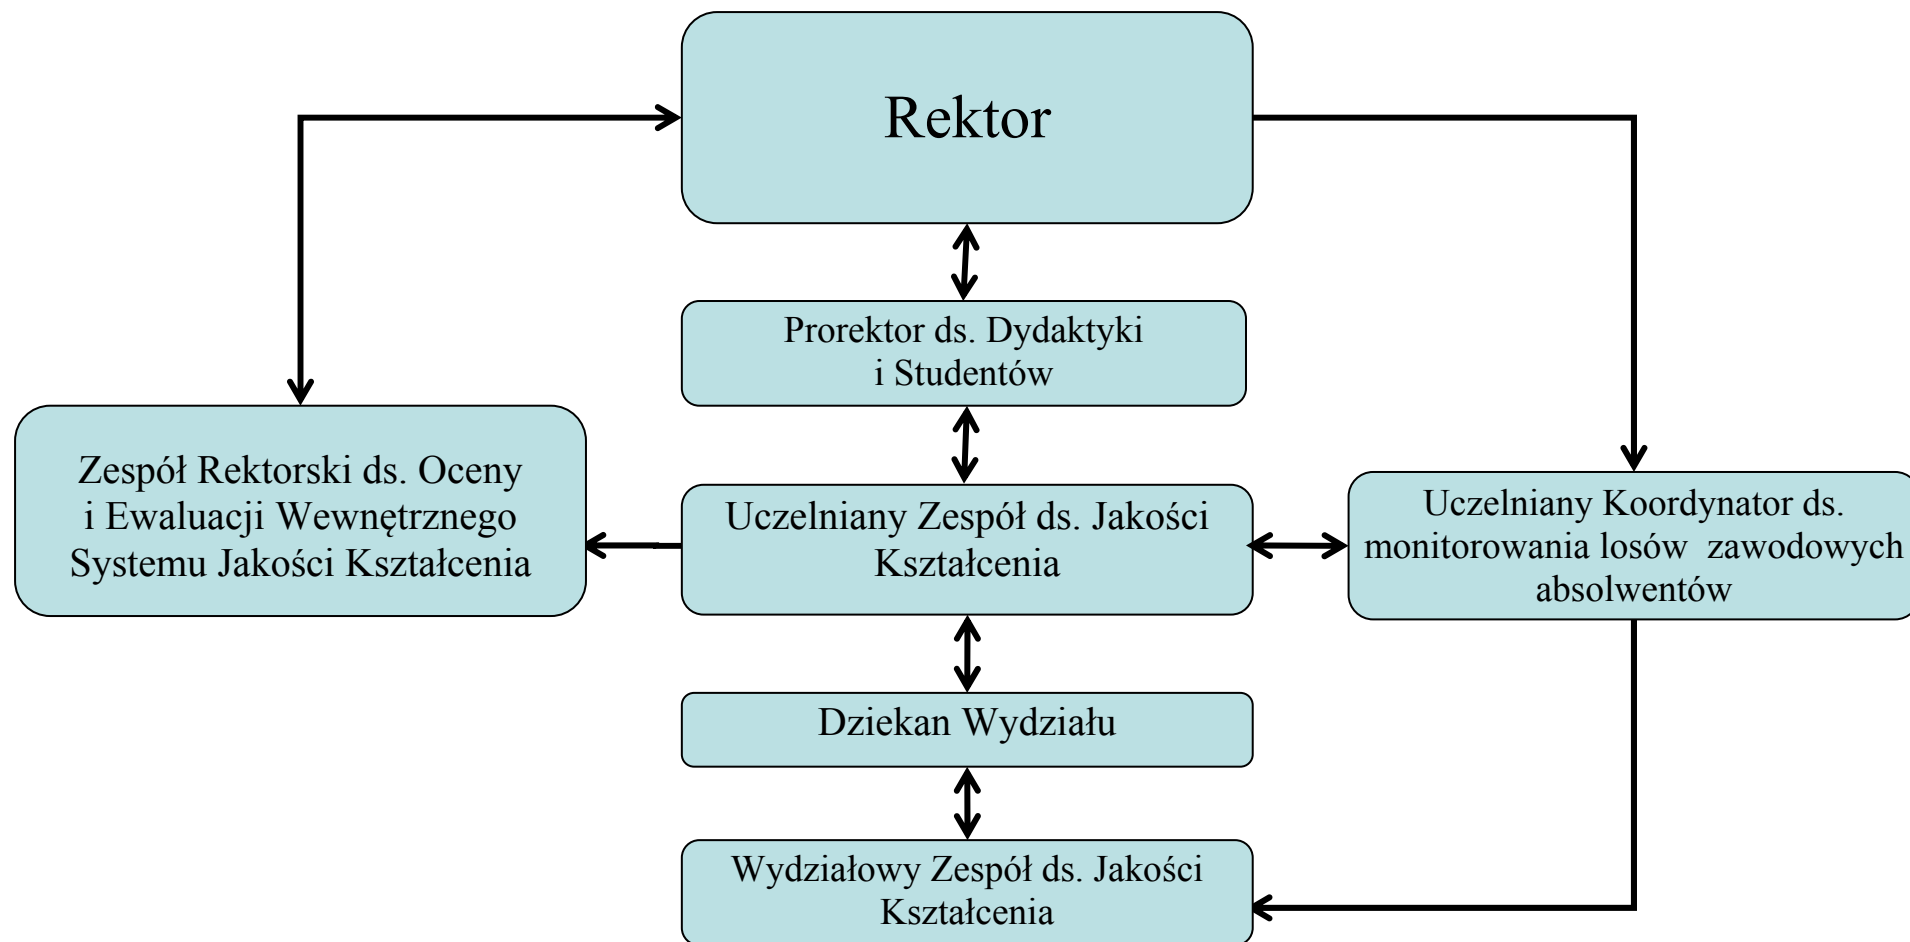 Rektor
Prorektor ds. Dydaktyki
i Studentów
Zespół Rektorski ds. Oceny
i Ewaluacji Wewnętrznego
Systemu Jakości Kształcenia
Uczelniany Zespół ds. Jakości
Kształcenia
Uczelniany Koordynator ds.
monitorowania losów  zawodowych
absolwentów
Dziekan Wydziału
Wydziałowy Zespół ds. Jakości
Kształcenia